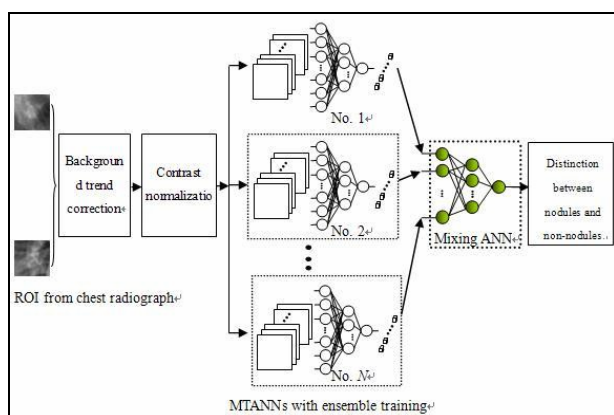 No. 1
Backgroun
d trend
correction
Contrast
normalizatio
No. 2
Mixing ANN
Distinction
between
nodules and
non-nodules.
ROI from chest radiograph
No. N
MTANNs with ensemble training